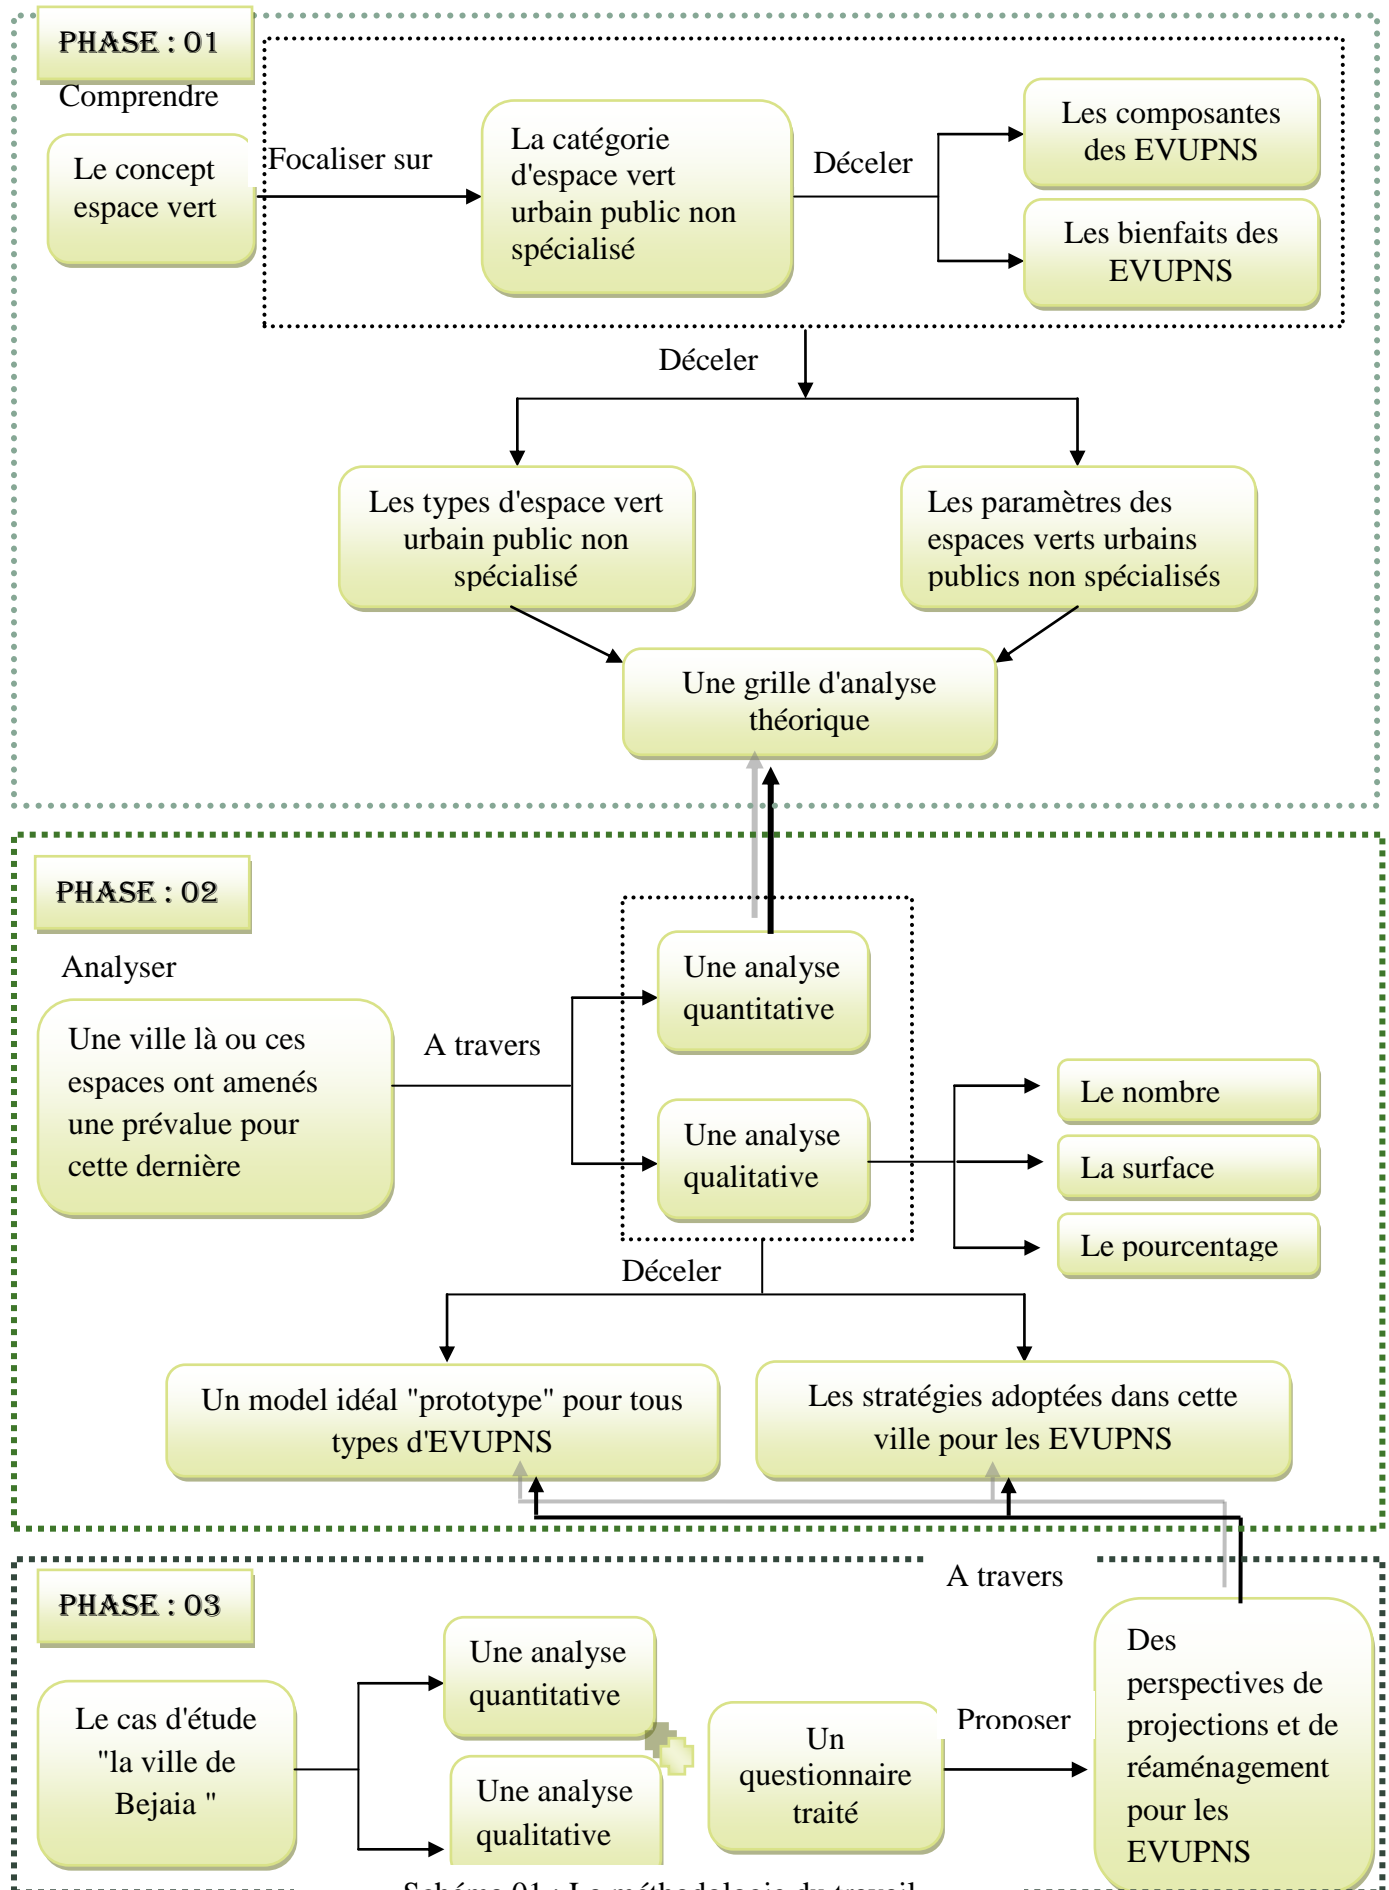 PHASE : 01
Comprendre
Le concept
espace vert
Focaliser sur
La catégorie
d'espace vert
urbain public non
spécialisé
Déceler
Les composantes
des EVUPNS
Les bienfaits des
EVUPNS
Déceler
Les types d'espace vert
urbain public non
spécialisé
Les paramètres des
espaces verts urbains
publics non spécialisés
Une grille d'analyse
théorique
PHASE : 02
Analyser
Une ville là ou ces
espaces ont amenés
une prévalue pour
cette dernière
A travers
Une analyse
quantitative
Une analyse
qualitative
Le nombre
La surface
Le pourcentage
Déceler
Un model idéal "prototype" pour tous
types d'EVUPNS
Les stratégies adoptées dans cette
ville pour les EVUPNS
A travers
PHASE : 03
Le cas d'étude
"la ville de
Bejaia "
Une analyse
quantitative
Une analyse
qualitative
Un
questionnaire
traité
Proposer
Des
perspectives de
projections et de
réaménagement
pour les
EVUPNS
Schéma 01 : La méthodologie du travail